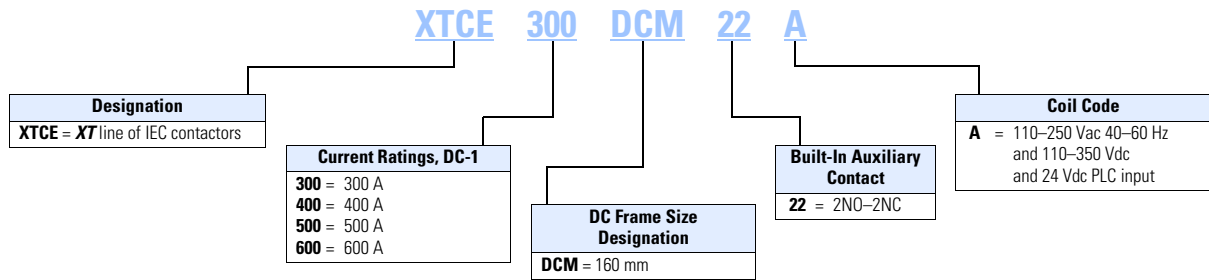 XTCE 300 DCM 22 A
Designation
XTCE = XT line of IEC contactors
Current Ratings, DC-1
300 = 300 A
400 = 400 A
500 = 500 A
600 = 600 A
DC Frame Size
Designation
DCM = 160 mm
Built-In Auxiliary
Contact
22 = 2NO–2NC
Coil Code
A = 110–250 Vac 40–60 Hz
and 110–350 Vdc
and 24 Vdc PLC input